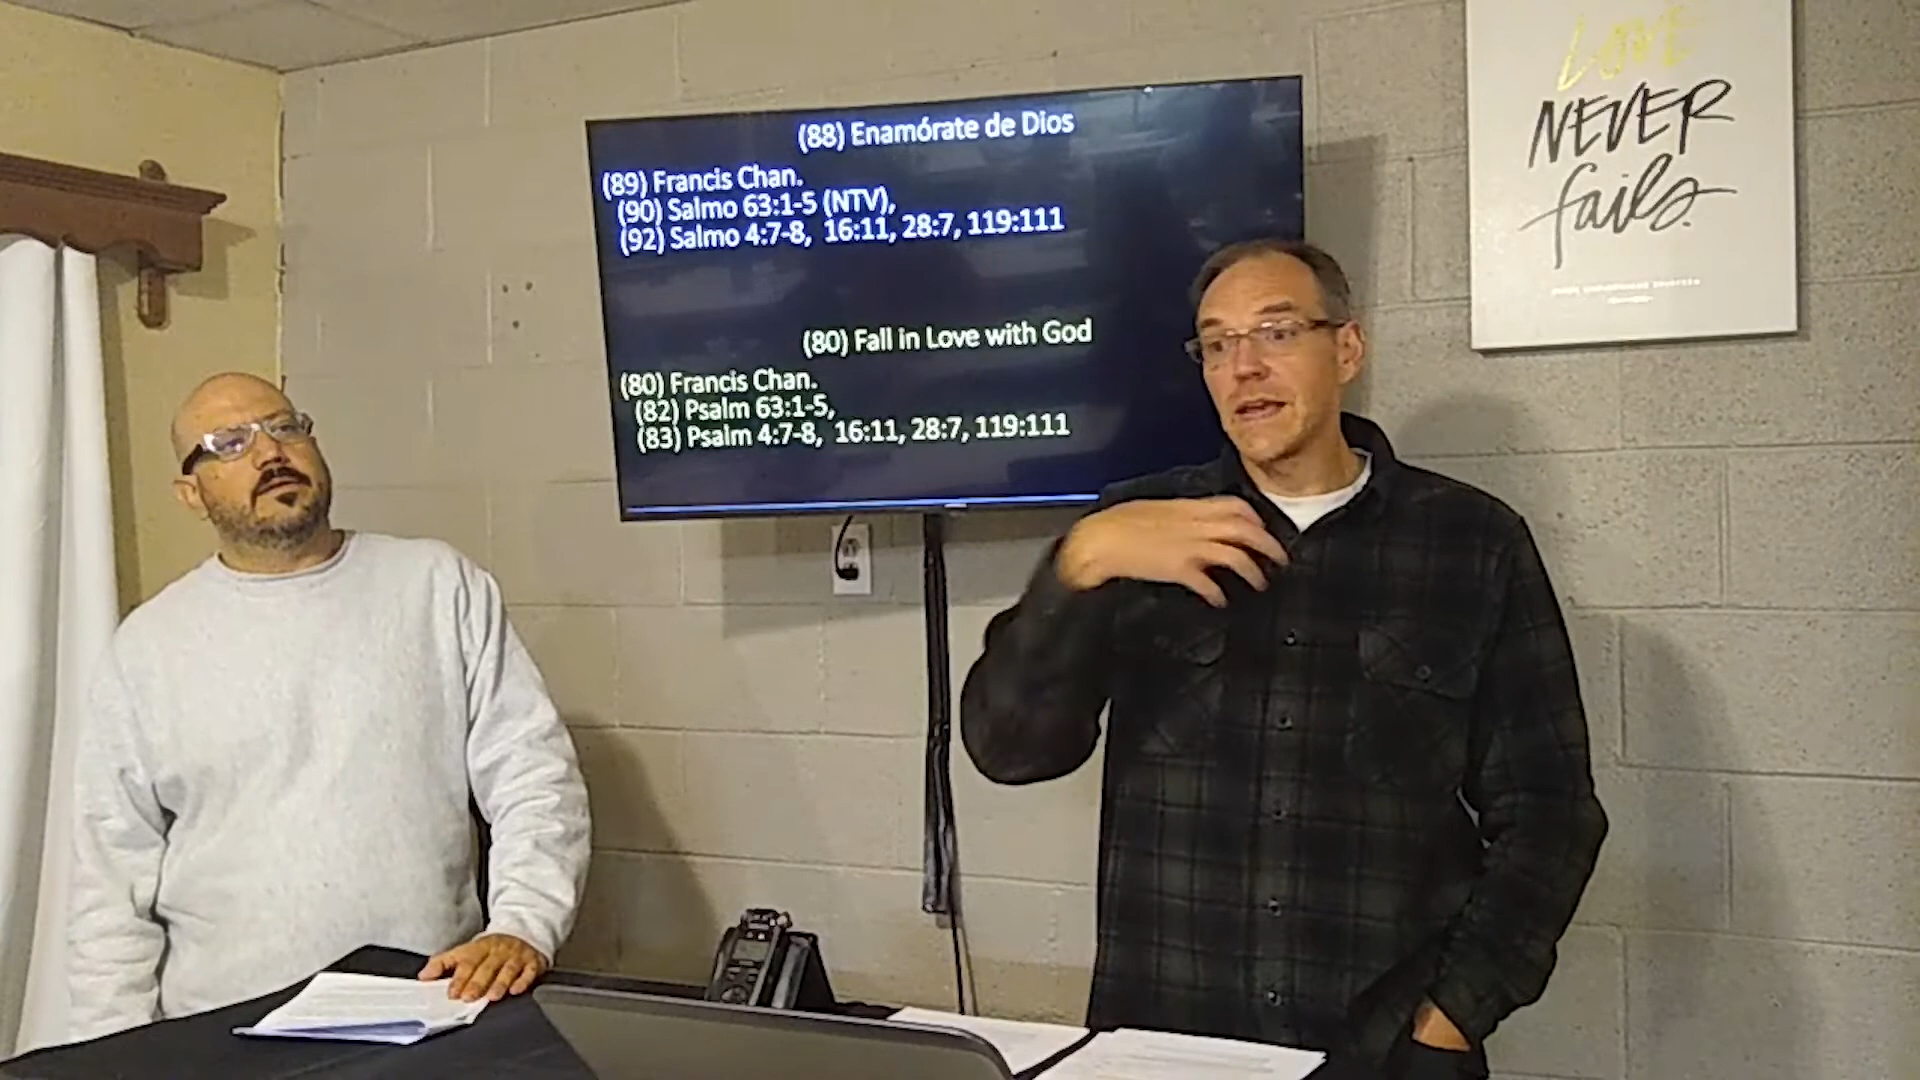 (88) Enamórate de Dios
(89) Francis Chan.
(90) Salmo 63:1-5 (NTV),
(92) Salmo 4:7-8, 16:11, 28:7, 119:111
(80) Fall in Love with God
(80) Francis Chan.
(82) Psalm 63:1-5,
(83) Psalm 4:7-8, 16:11, 28:7, 119:111
LOVE
NEVER
fails.